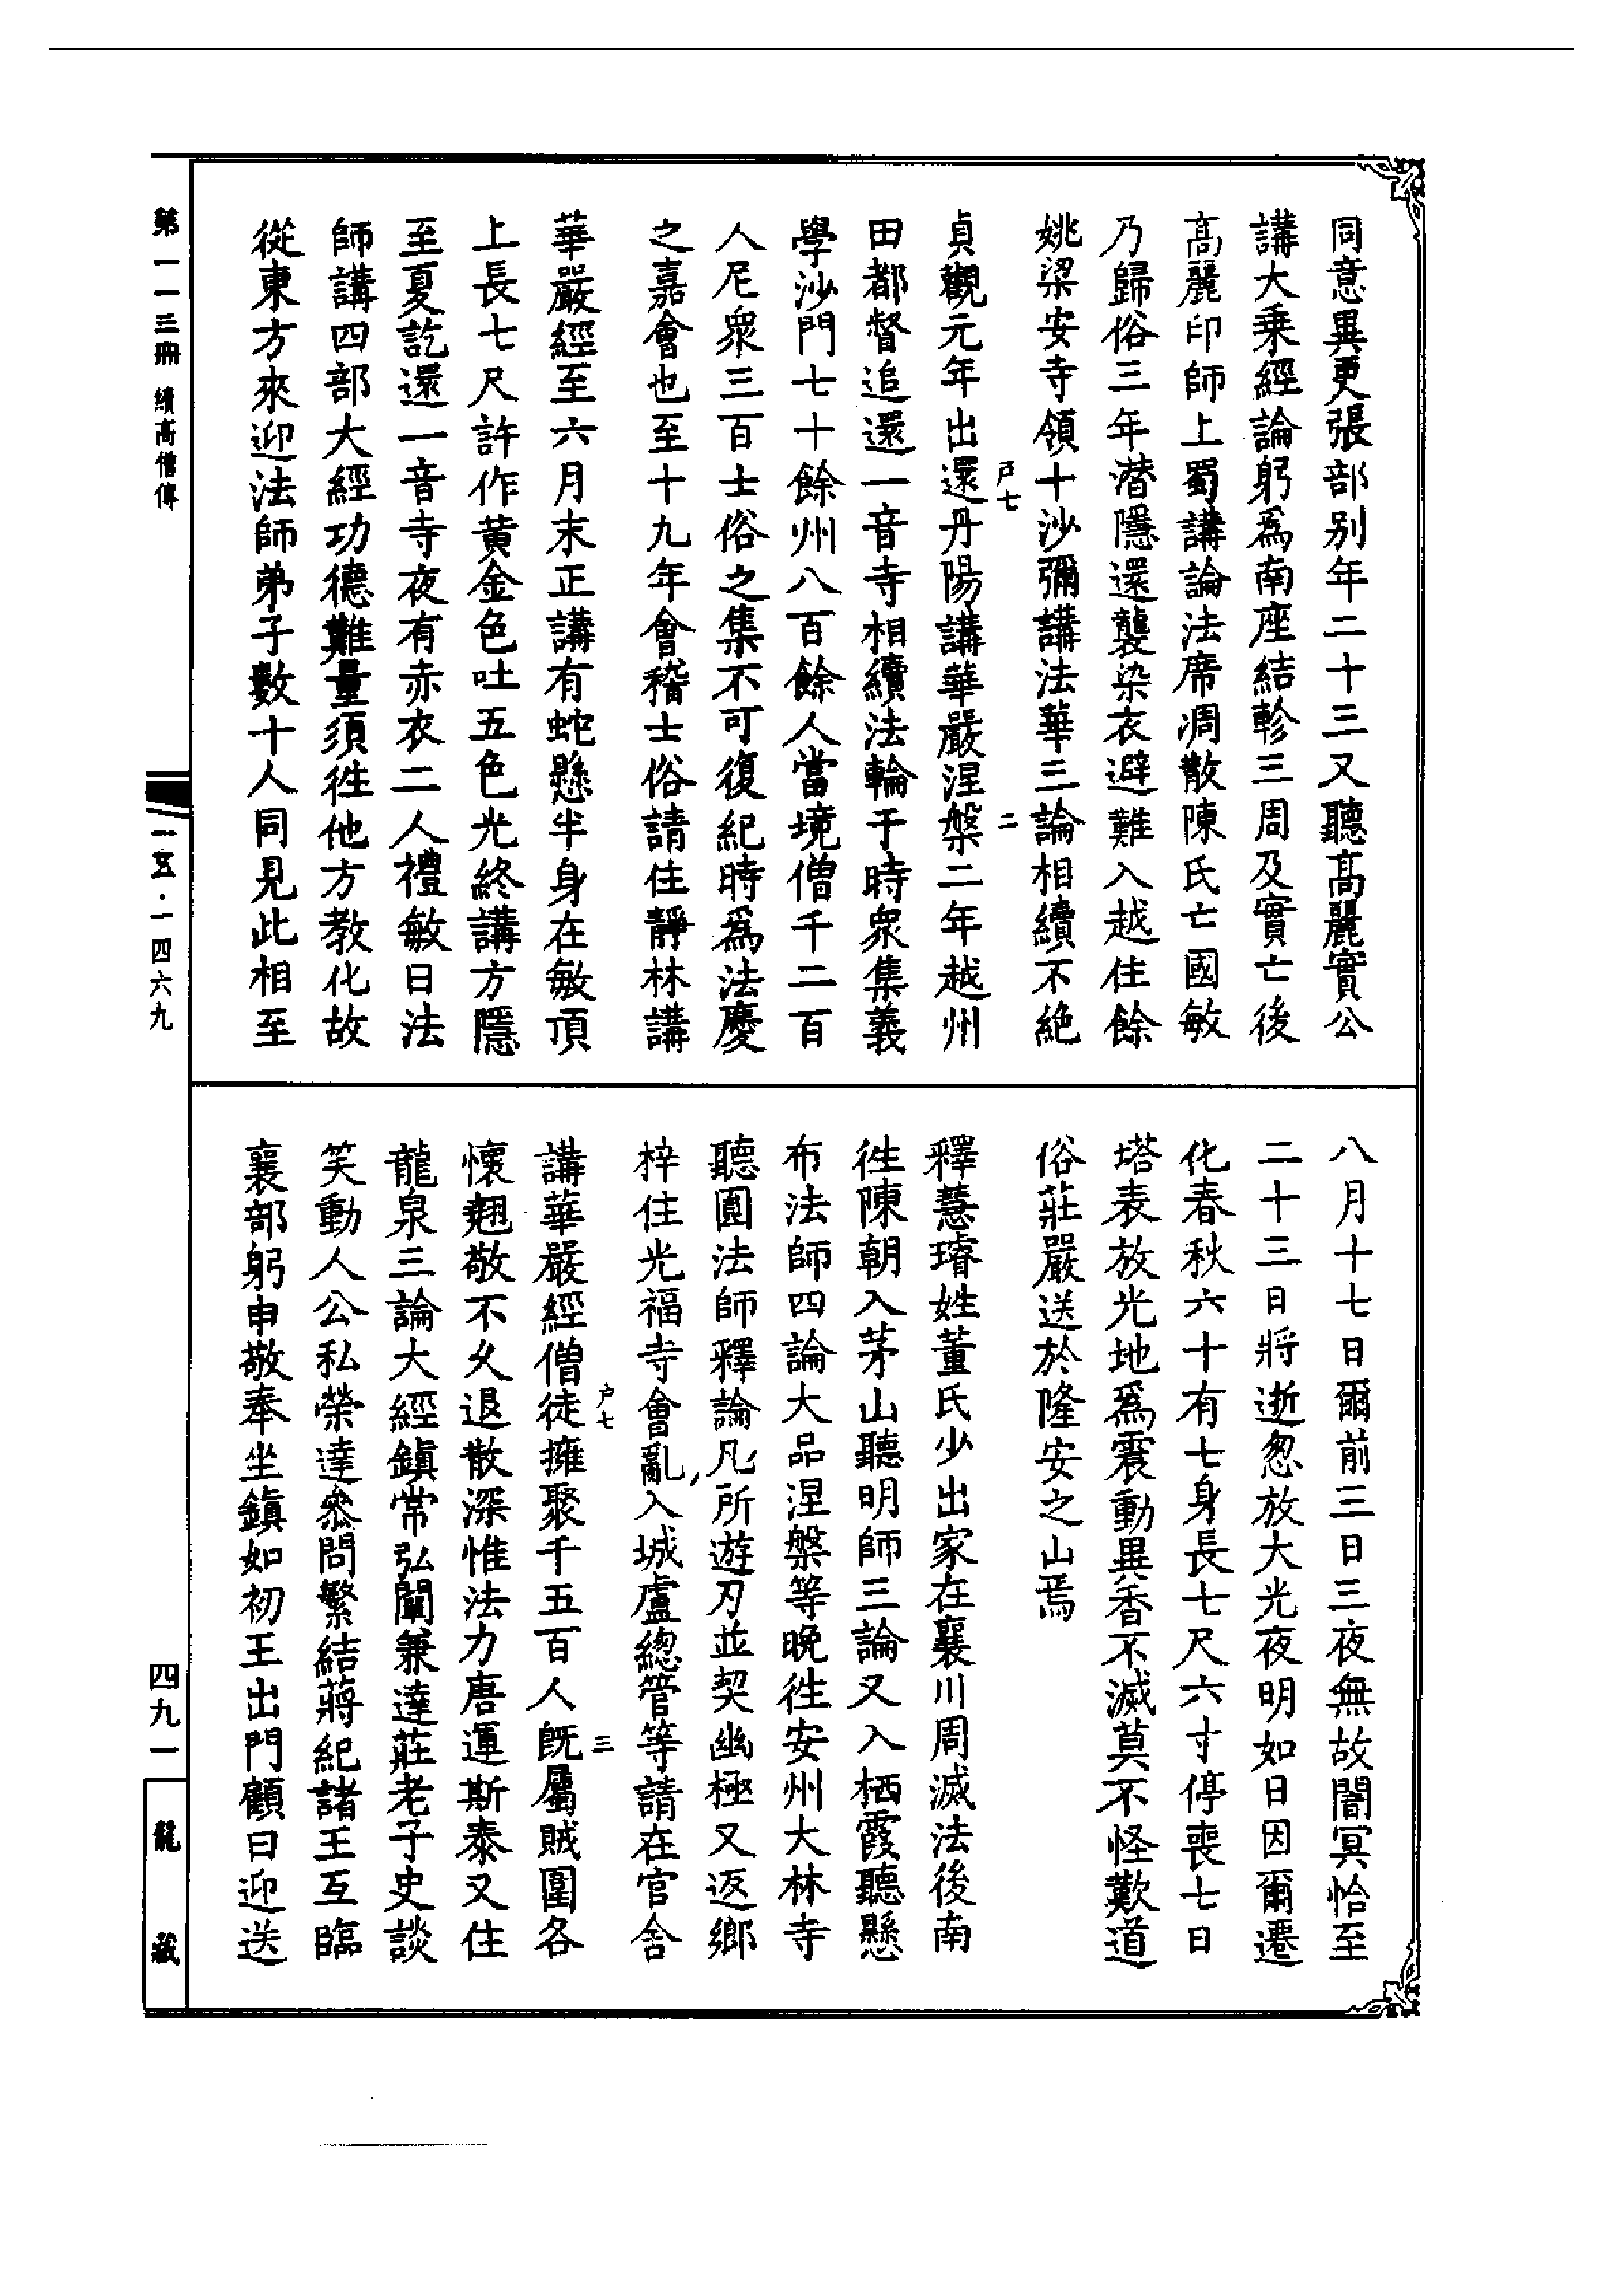 同意異更張部別年二十三又聽高麗實公
講大乘經論躬爲南座結軫三周及實亡後
高麗印師上蜀講論法席凋散陳氏亡國敏
乃歸俗三年潛隱還襲染衣避難入越住餘
姚梁安寺領十沙彌講法華三論相續不絕
戶七
二
貞觀元年出還丹陽講華嚴涅槃二年越州
田都督追還一音寺相續法輪于時衆集義
學沙門七十餘州八百餘人當境僧千二百
人尼衆三百士俗之集不可復紀時爲法慶
之嘉會也至十九年會稽士俗請住靜林講
華嚴經至六月末正講有蛇懸半身在敏頂
上長七尺許作黃金色吐五色光終講方隱
至夏訖還一音寺夜有赤衣二人禮敏曰法
師講四部大經功德難量須徃他方教化故
從東方來迎法師弟子數十人同見此相至
八月十七日爾前三日三夜無故闇冥恰至
二十三日將逝忽放大光夜明如日因爾遷
化春秋六十有七身長七尺六寸停喪七日
塔表放光地爲震動異香不滅莫不怪歎道
俗莊嚴送於隆安之山焉
釋慧璿姓董氏少出家在襄川周滅法後南
徃陳朝入茅山聽明師三論又入栖霞聽懸
布法師四論大品涅槃等晚徃安州大林寺
聽圓法師釋論凡所遊刃並契幽極又返鄉
梓住光福寺會亂入城盧總管等請在官舍
戶七
三
講華嚴經僧徒擁聚千五百人旣屬賊圍各
懷翹敬不久退散深惟法力唐運斯泰又住
龍泉三論大經鎭常弘闡兼達莊老子史談
笑動人公私榮達叅問繁結蔣紀諸王互臨
襄部躬申敬奉坐鎭如初王出門顧曰迎送
第一一三冊 續高僧傳
一五·一四六九
四九一
龍藏